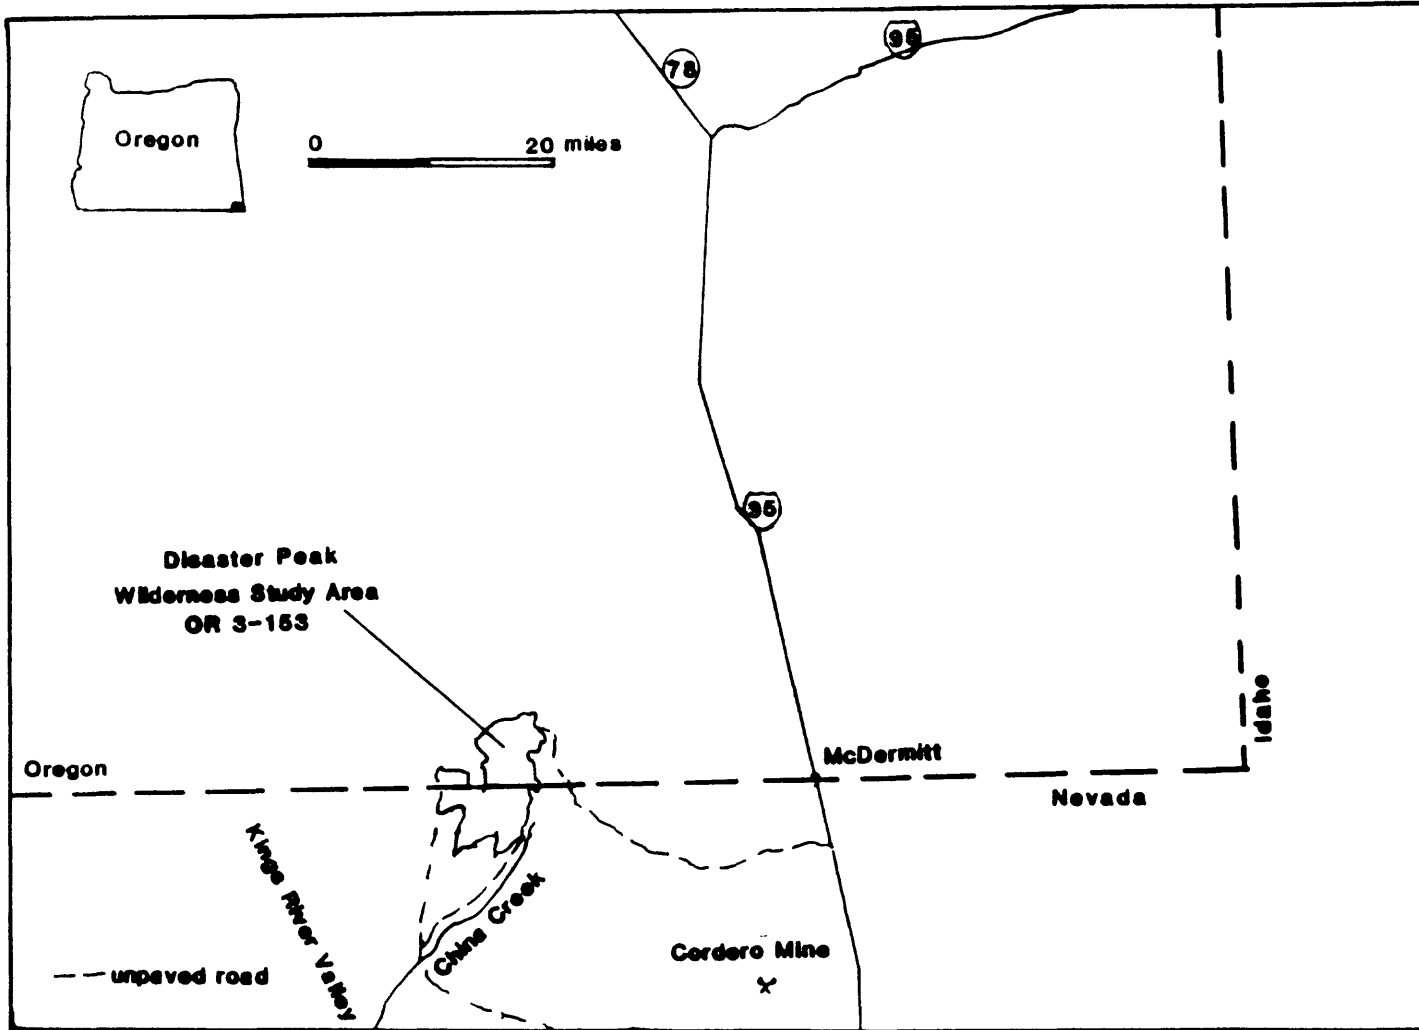 78
95
Oregon
0 20 miles
95
Disaster Peak
Wilderness Study Area
OR 3-153
Oregon
McDermitt
Idaho
Nevada
Kings River Valley
China Creek
Cordero Mine
unpaved road